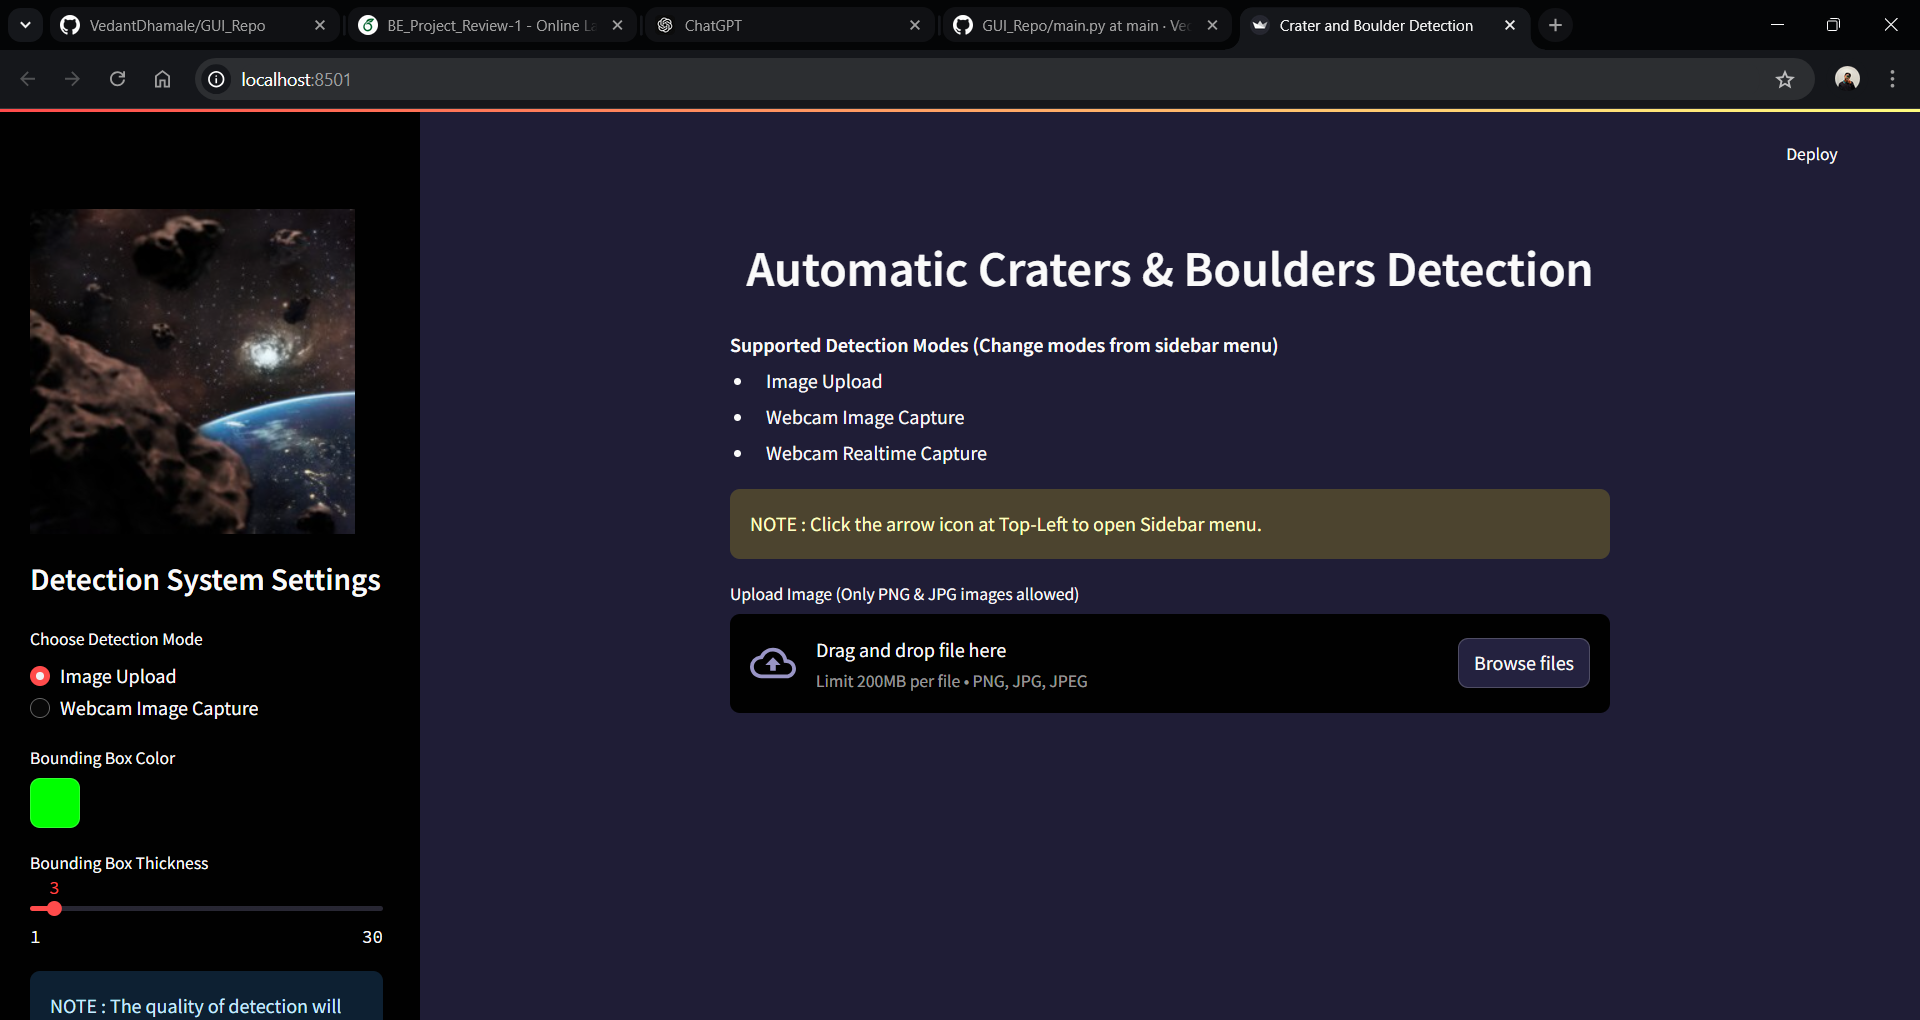 VedantDhamale/GUI_Repo
BE_Project_Review-1 - Online La
ChatGPT
GUI_Repo/main.py at main · Ved
Crater and Boulder Detection
localhost:8501
Deploy
Automatic Craters & Boulders Detection
Supported Detection Modes (Change modes from sidebar menu)
• Image Upload
• Webcam Image Capture
• Webcam Realtime Capture
NOTE : Click the arrow icon at Top-Left to open Sidebar menu.
Upload Image (Only PNG & JPG images allowed)
Drag and drop file here
Limit 200MB per file • PNG, JPG, JPEG
Browse files
Detection System Settings
Choose Detection Mode
Image Upload
Webcam Image Capture
Bounding Box Color
Bounding Box Thickness
3
1 30
NOTE : The quality of detection will